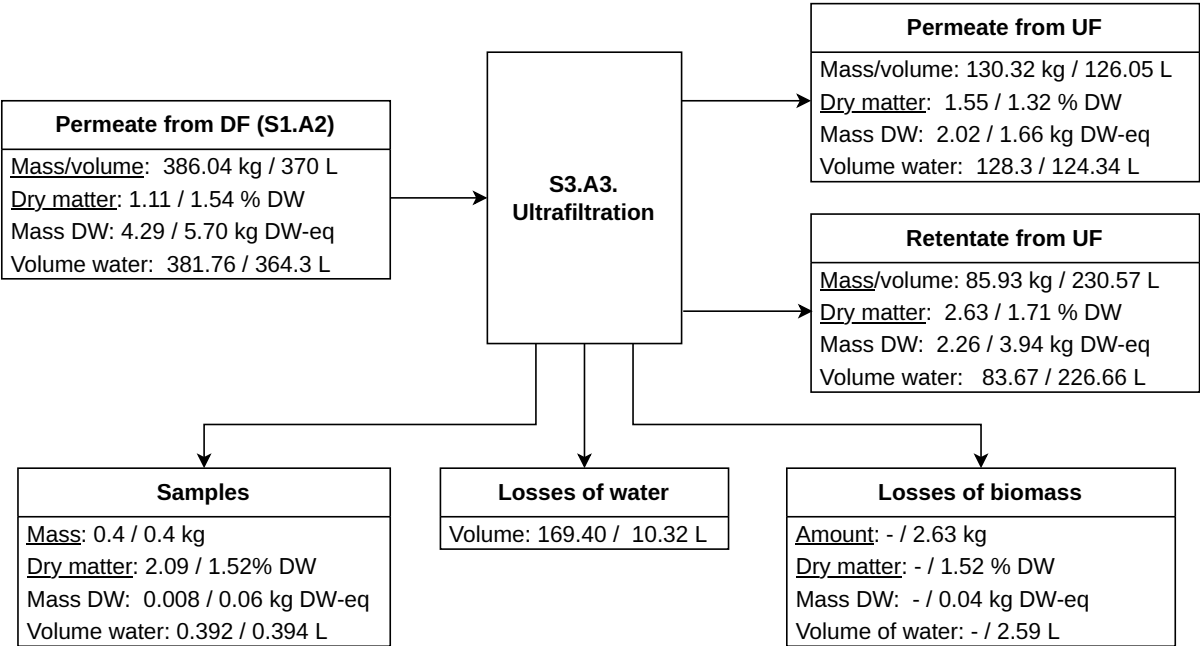 Permeate from DF (S1.A2)
Mass/volume: 386.04 kg / 370 L
Dry matter: 1.11 / 1.54 % DW
Mass DW: 4.29 / 5.70 kg DW-eq
Volume water: 381.76 / 364.3 L
S3.A3.
Ultrafiltration
Permeate from UF
Mass/volume: 130.32 kg / 126.05 L
Dry matter: 1.55 / 1.32 % DW
Mass DW: 2.02 / 1.66 kg DW-eq
Volume water: 128.3 / 124.34 L
Retentate from UF
Mass/volume: 85.93 kg / 230.57 L
Dry matter: 2.63 / 1.71 % DW
Mass DW: 2.26 / 3.94 kg DW-eq
Volume water: 83.67 / 226.66 L
Samples
Mass: 0.4 / 0.4 kg
Dry matter: 2.09 / 1.52% DW
Mass DW: 0.008 / 0.06 kg DW-eq
Volume water: 0.392 / 0.394 L
Losses of water
Volume: 169.40 / 10.32 L
Losses of biomass
Amount: - / 2.63 kg
Dry matter: - / 1.52 % DW
Mass DW: - / 0.04 kg DW-eq
Volume of water: - / 2.59 L